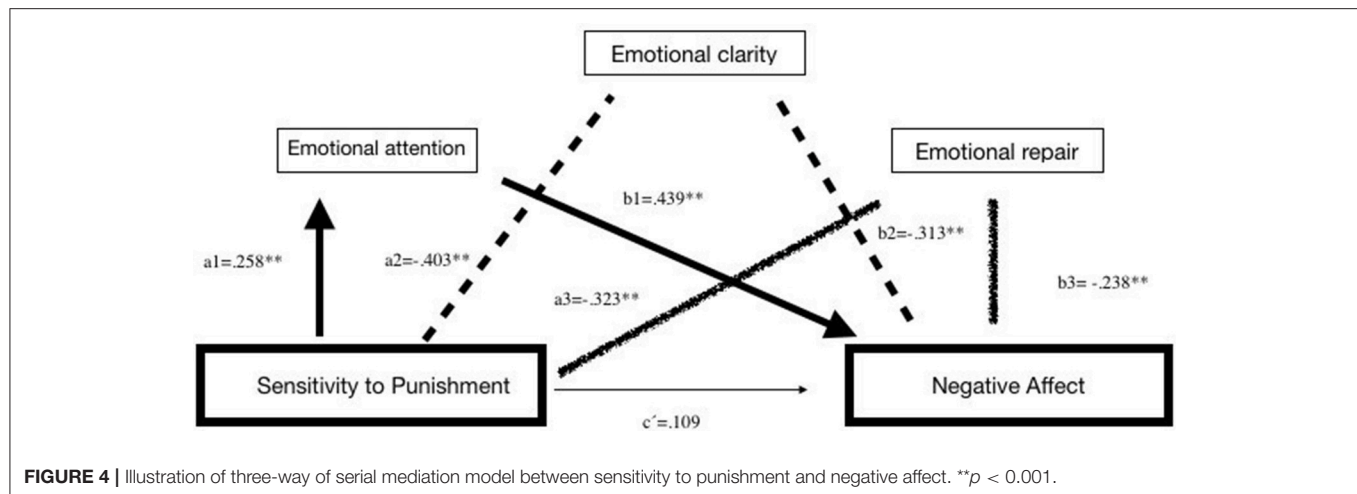 Emotional clarity
Emotional attention
Emotional repair
b1=.439**
b2=-.313**
a1=.258**
a2=-.403**
a3=-.323**
b3= -.238**
Sensitivity to Punishment
Negative Affect
c´=.109
FIGURE 4 | Illustration of three-way of serial mediation model between sensitivity to punishment and negative affect. **p < 0.001.